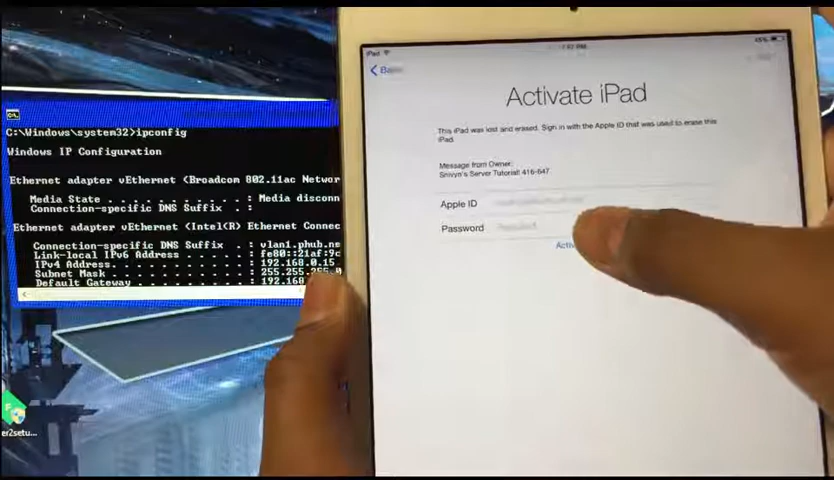 C:\Windows\system32>ipconfig
Windows IP Configuration
Ethernet adapter vEthernet (Broadcom 802.11ac Networ
Media State . . . . . . . . . . . : Media disconn
Connection-specific DNS Suffix . :
Ethernet adapter vEthernet (Intel(R) Ethernet Connec
Connection-specific DNS Suffix . : vlan1.phub.ne
Link-local IPv6 Address . . . . . : fe80::21af:9c
IPv4 Address. . . . . . . . . . . : 192.168.0.15
Subnet Mask . . . . . . . . . . . : 255.255.255.0
Default Gateway . . . . . . . . . : 192.168
er2setu...
iPad
15%
Activate iPad
This iPad was lost and erased. Sign in with the Apple ID that was used to erase this
iPad.
Message from Owner:
Snivyn's Server Tutorial! 416-647
Apple ID
Password
Activ